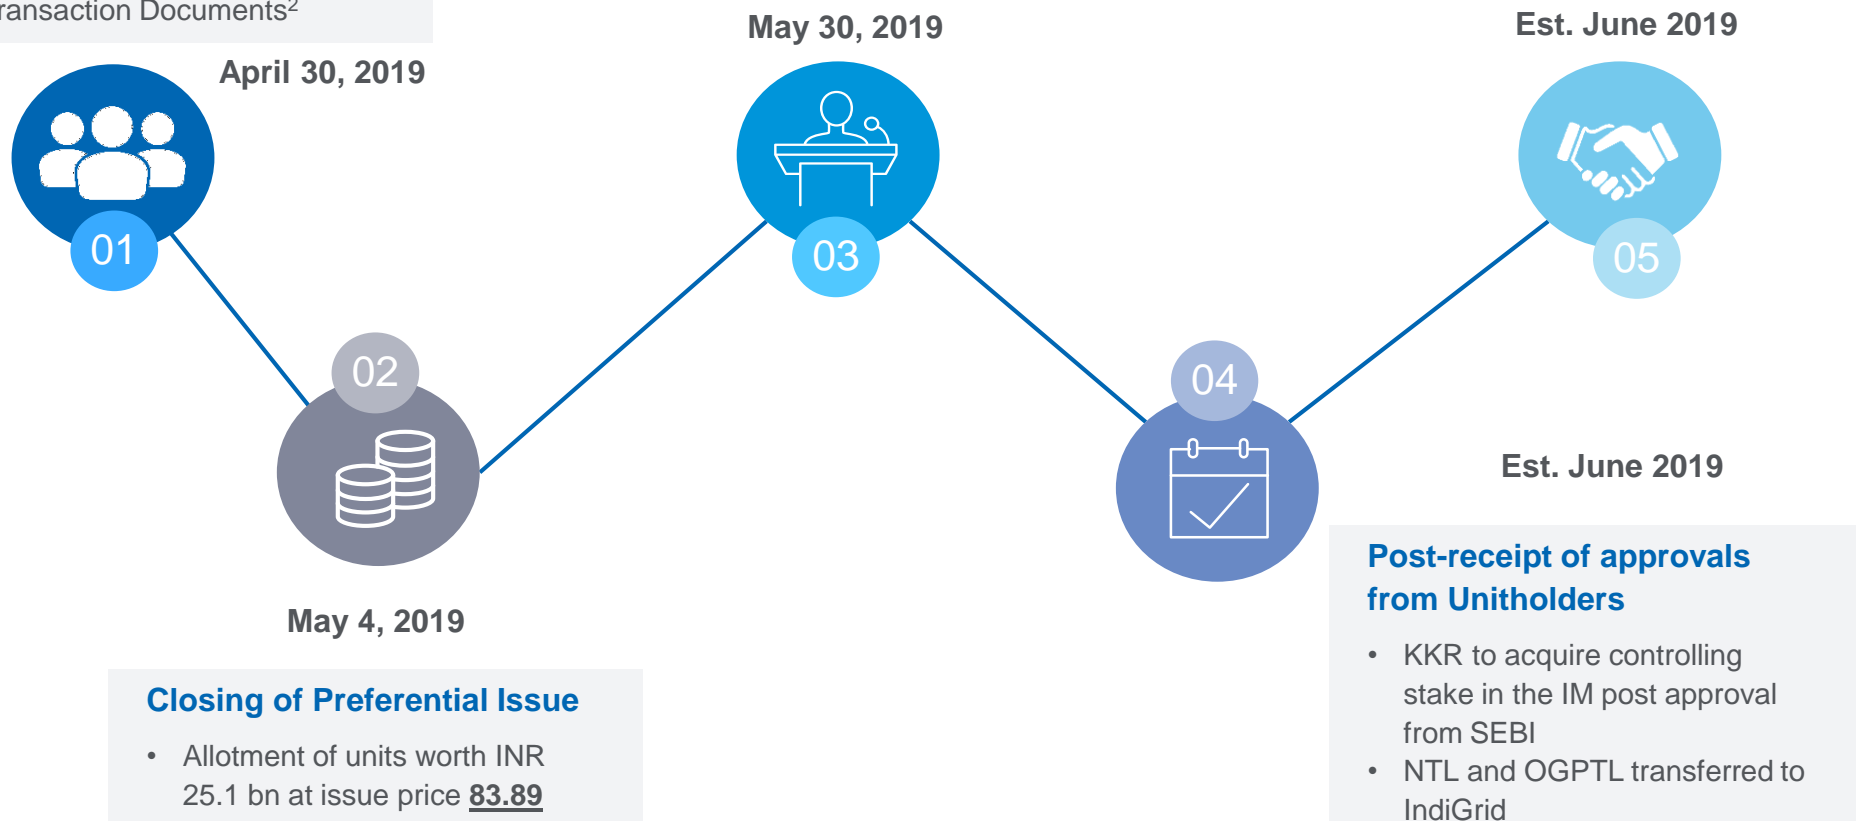 Transaction Documents²
April 30, 2019
01
02
May 4, 2019
Closing of Preferential Issue
• Allotment of units worth INR
25.1 bn at issue price 83.89
May 30, 2019
03
04
Est. June 2019
05
Est. June 2019
Post-receipt of approvals
from Unitholders
• KKR to acquire controlling
stake in the IM post approval
from SEBI
• NTL and OGPTL transferred to
IndiGrid